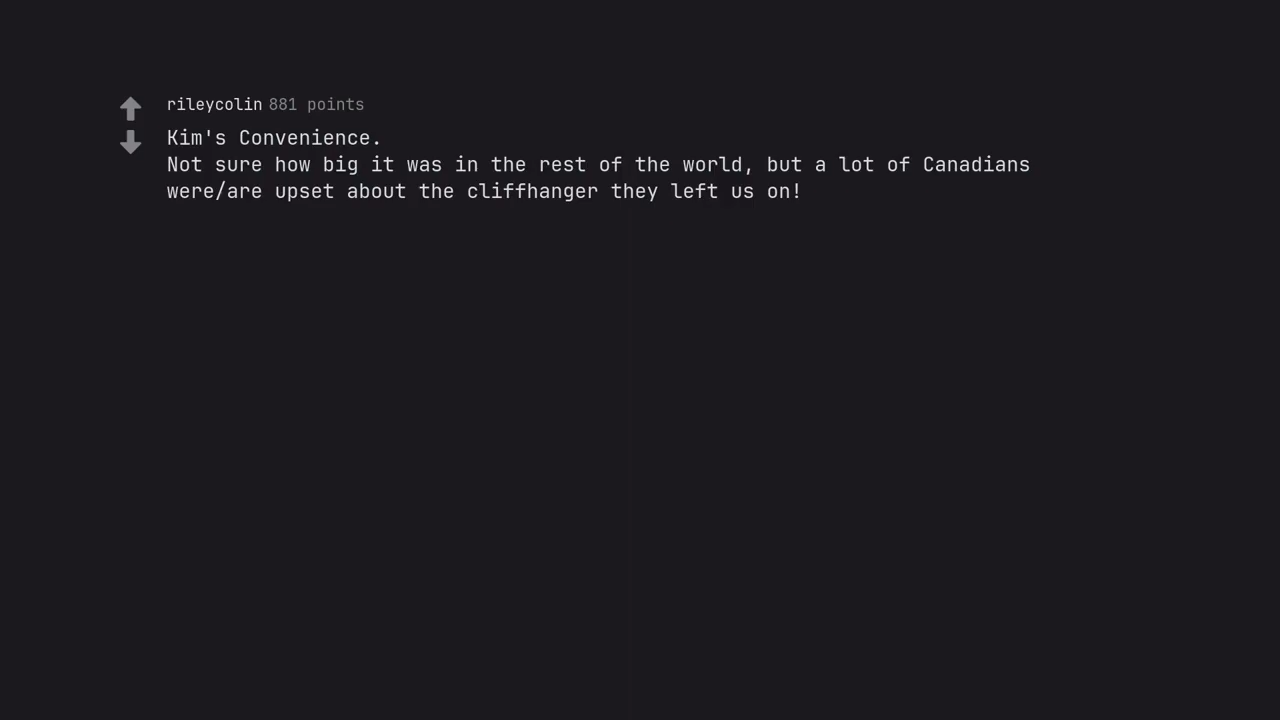 rileycolin 881 points
Kim's Convenience.
Not sure how big it was in the rest of the world, but a lot of Canadians
were/are upset about the cliffhanger they left us on!